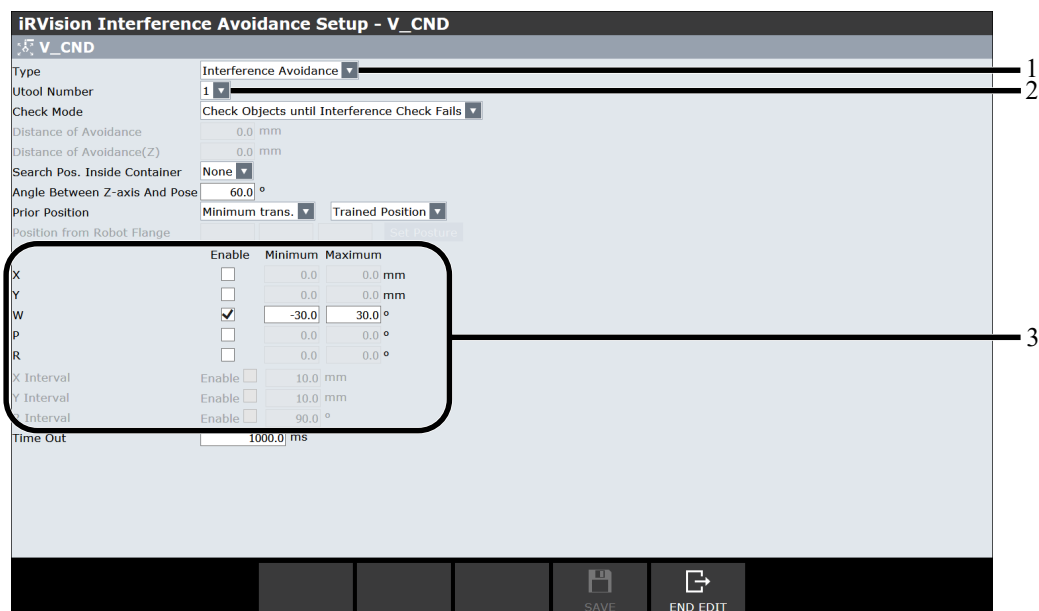 iRVision Interference Avoidance Setup - V_CND
V_CND
Type Interference Avoidance 1
Utool Number 1 2
Check Mode Check Objects until Interference Check Fails
Distance of Avoidance 0.0 mm
Distance of Avoidance(Z) 0.0 mm
Search Pos. Inside Container None
Angle Between Z-axis And Pose 60.0 °
Prior Position Minimum trans. Trained Position
Position from Robot Flange Set Posture
Enable Minimum Maximum
X 0.0 0.0 mm
Y 0.0 0.0 mm
W -30.0 30.0 °
P 0.0 0.0 ° 3
R 0.0 0.0 °
X Interval Enable 10.0 mm
Y Interval Enable 10.0 mm
R Interval Enable 90.0 °
Time Out 1000.0 ms
SAVE END EDIT